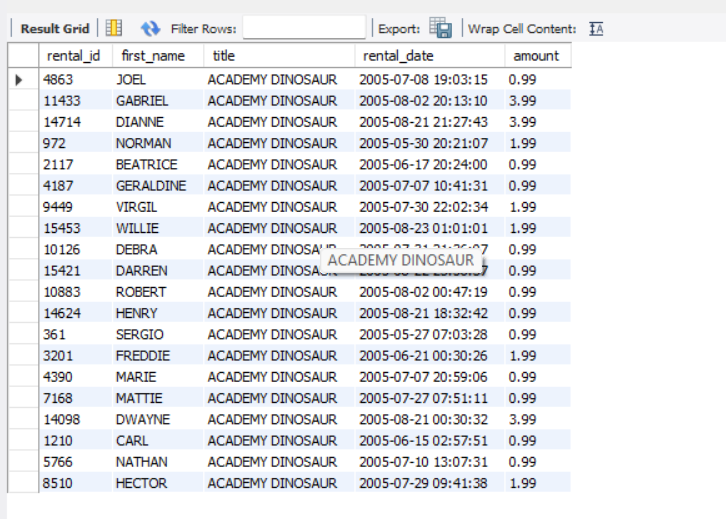 Result Grid Filter Rows: Export: Wrap Cell Content: IA
rental_id first_name title rental_date amount
4863 JOEL ACADEMY DINOSAUR 2005-07-08 19:03:15 0.99
11433 GABRIEL ACADEMY DINOSAUR 2005-08-02 20:13:10 3.99
14714 DIANNE ACADEMY DINOSAUR 2005-08-21 21:27:43 3.99
972 NORMAN ACADEMY DINOSAUR 2005-05-30 20:21:07 1.99
2117 BEATRICE ACADEMY DINOSAUR 2005-06-17 20:24:00 0.99
4187 GERALDINE ACADEMY DINOSAUR 2005-07-07 10:41:31 0.99
9449 VIRGIL ACADEMY DINOSAUR 2005-07-30 22:02:34 1.99
15453 WILLIE ACADEMY DINOSAUR 2005-08-23 01:01:01 1.99
10126 DEBRA ACADEMY 0.99
ACADEMY DINOSAUR
15421 DARREN ACADEMY 0.99
10883 ROBERT ACADEMY DINOSAUR 2005-08-02 00:47:19 0.99
14624 HENRY ACADEMY DINOSAUR 2005-08-21 18:32:42 0.99
361 SERGIO ACADEMY DINOSAUR 2005-05-27 07:03:28 0.99
3201 FREDDIE ACADEMY DINOSAUR 2005-06-21 00:30:26 1.99
4390 MARIE ACADEMY DINOSAUR 2005-07-07 20:59:06 0.99
7168 MATTIE ACADEMY DINOSAUR 2005-07-27 07:51:11 0.99
14098 DWAYNE ACADEMY DINOSAUR 2005-08-21 00:30:32 3.99
1210 CARL ACADEMY DINOSAUR 2005-06-15 02:57:51 0.99
5766 NATHAN ACADEMY DINOSAUR 2005-07-10 13:07:31 0.99
8510 HECTOR ACADEMY DINOSAUR 2005-07-29 09:41:38 1.99